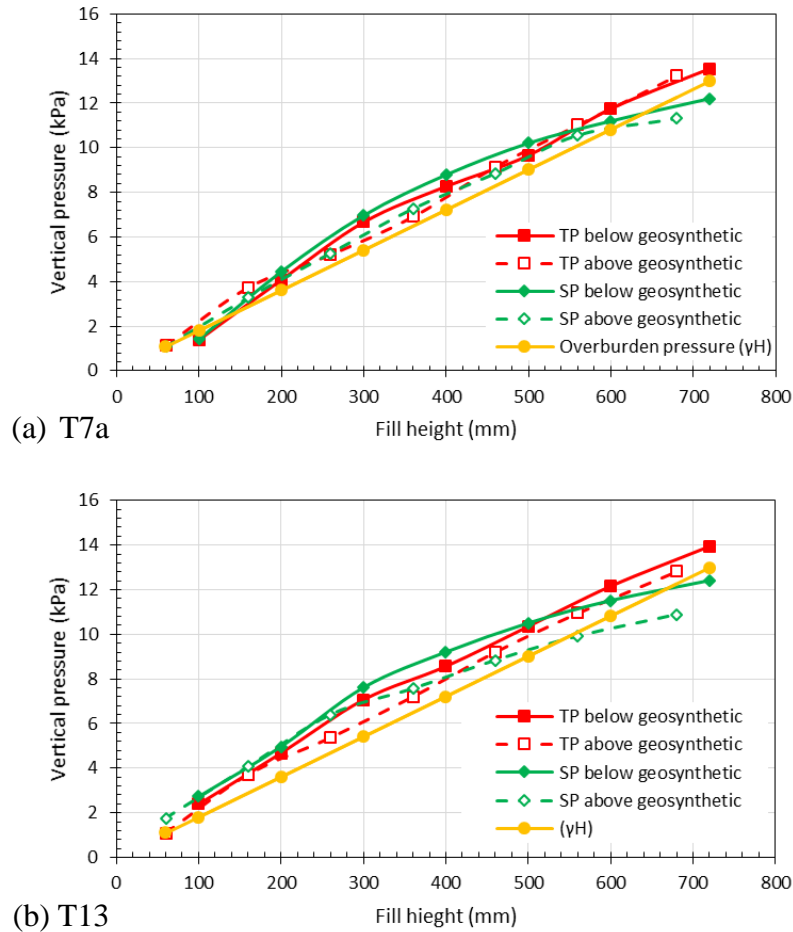 16
14
12
10
8
6
4
2
0
Vertical pressure (kPa)
TP below geosynthetic
TP above geosynthetic
SP below geosynthetic
SP above geosynthetic
Overburden pressure (γH)
0 100 200 300 400 500 600 700 800
Fill height (mm)
(a) T7a
16
14
12
10
8
6
4
2
0
Vertical pressure (kPa)
TP below geosynthetic
TP above geosynthetic
SP below geosynthetic
SP above geosynthetic
(γH)
0 100 200 300 400 500 600 700 800
Fill hieght (mm)
(b) T13